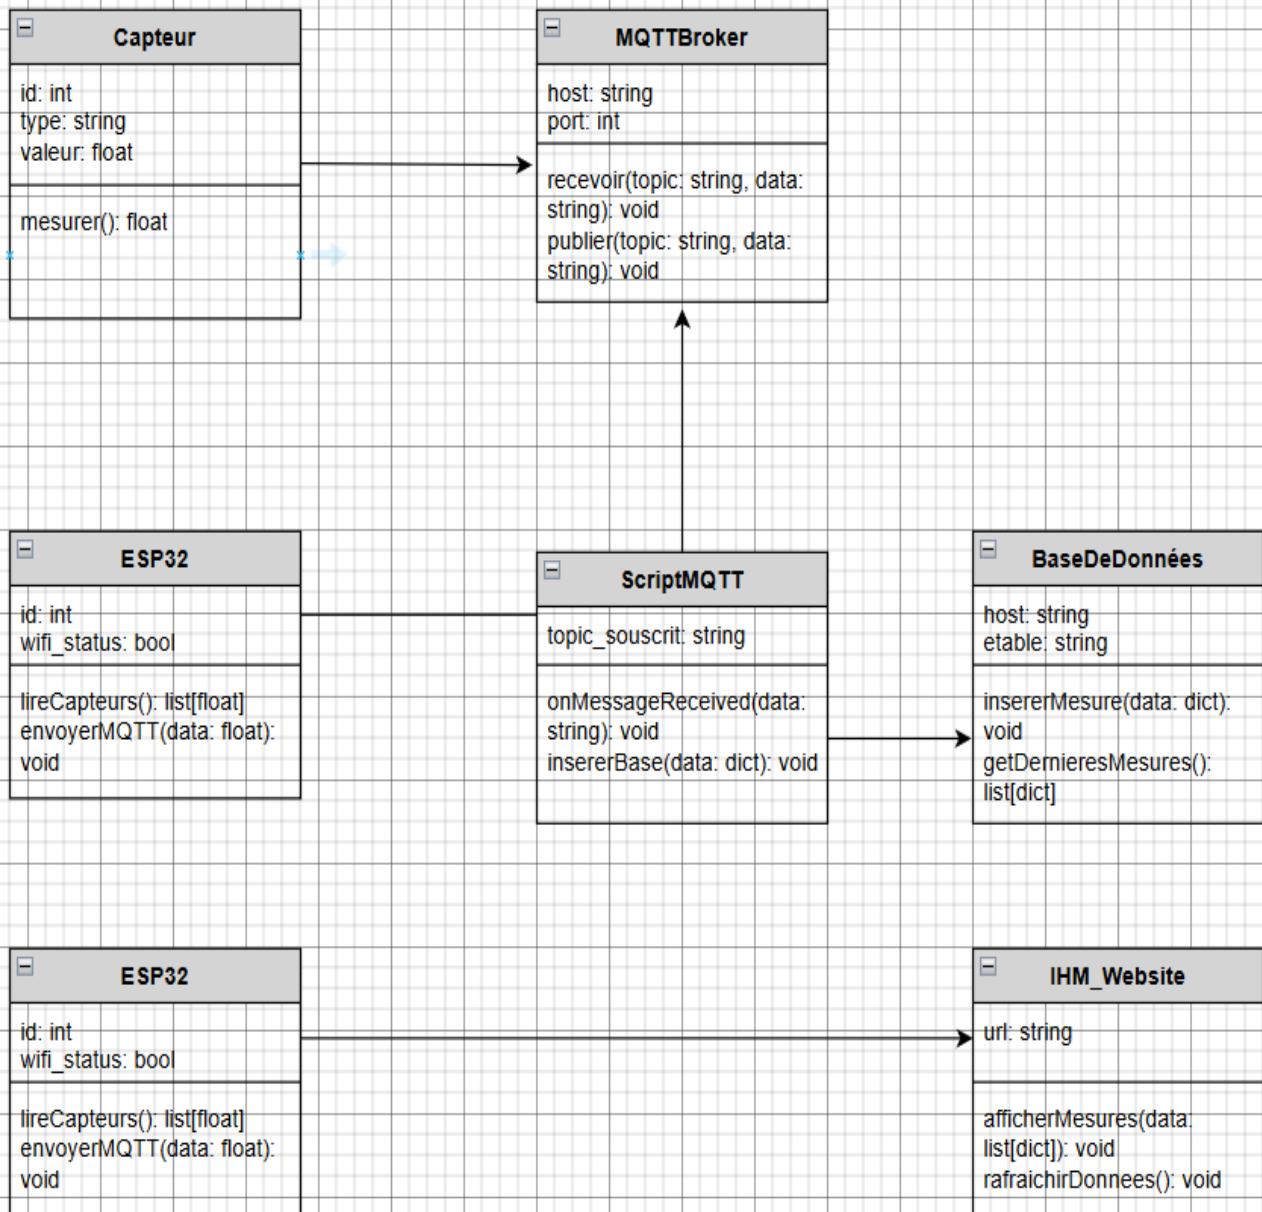 Capteur
id: int
type: string
valeur: float
mesurer(): float
MQTTBroker
host: string
port: int
recevoir(topic: string, data:
string): void
publier(topic: string, data:
string): void
ESP32
id: int
wifi_status: bool
lireCapteurs(): list[float]
envoyerMQTT(data: float):
void
ScriptMQTT
topic_souscrit: string
onMessageReceived(data:
string): void
insererBase(data: dict): void
BaseDeDonnées
host: string
etable: string
insererMesure(data: dict):
void
getDernieresMesures():
list[dict]
ESP32
id: int
wifi_status: bool
lireCapteurs(): list[float]
envoyerMQTT(data: float):
void
IHM_Website
url: string
afficherMesures(data:
list[dict]): void
rafraichirDonnees(): void